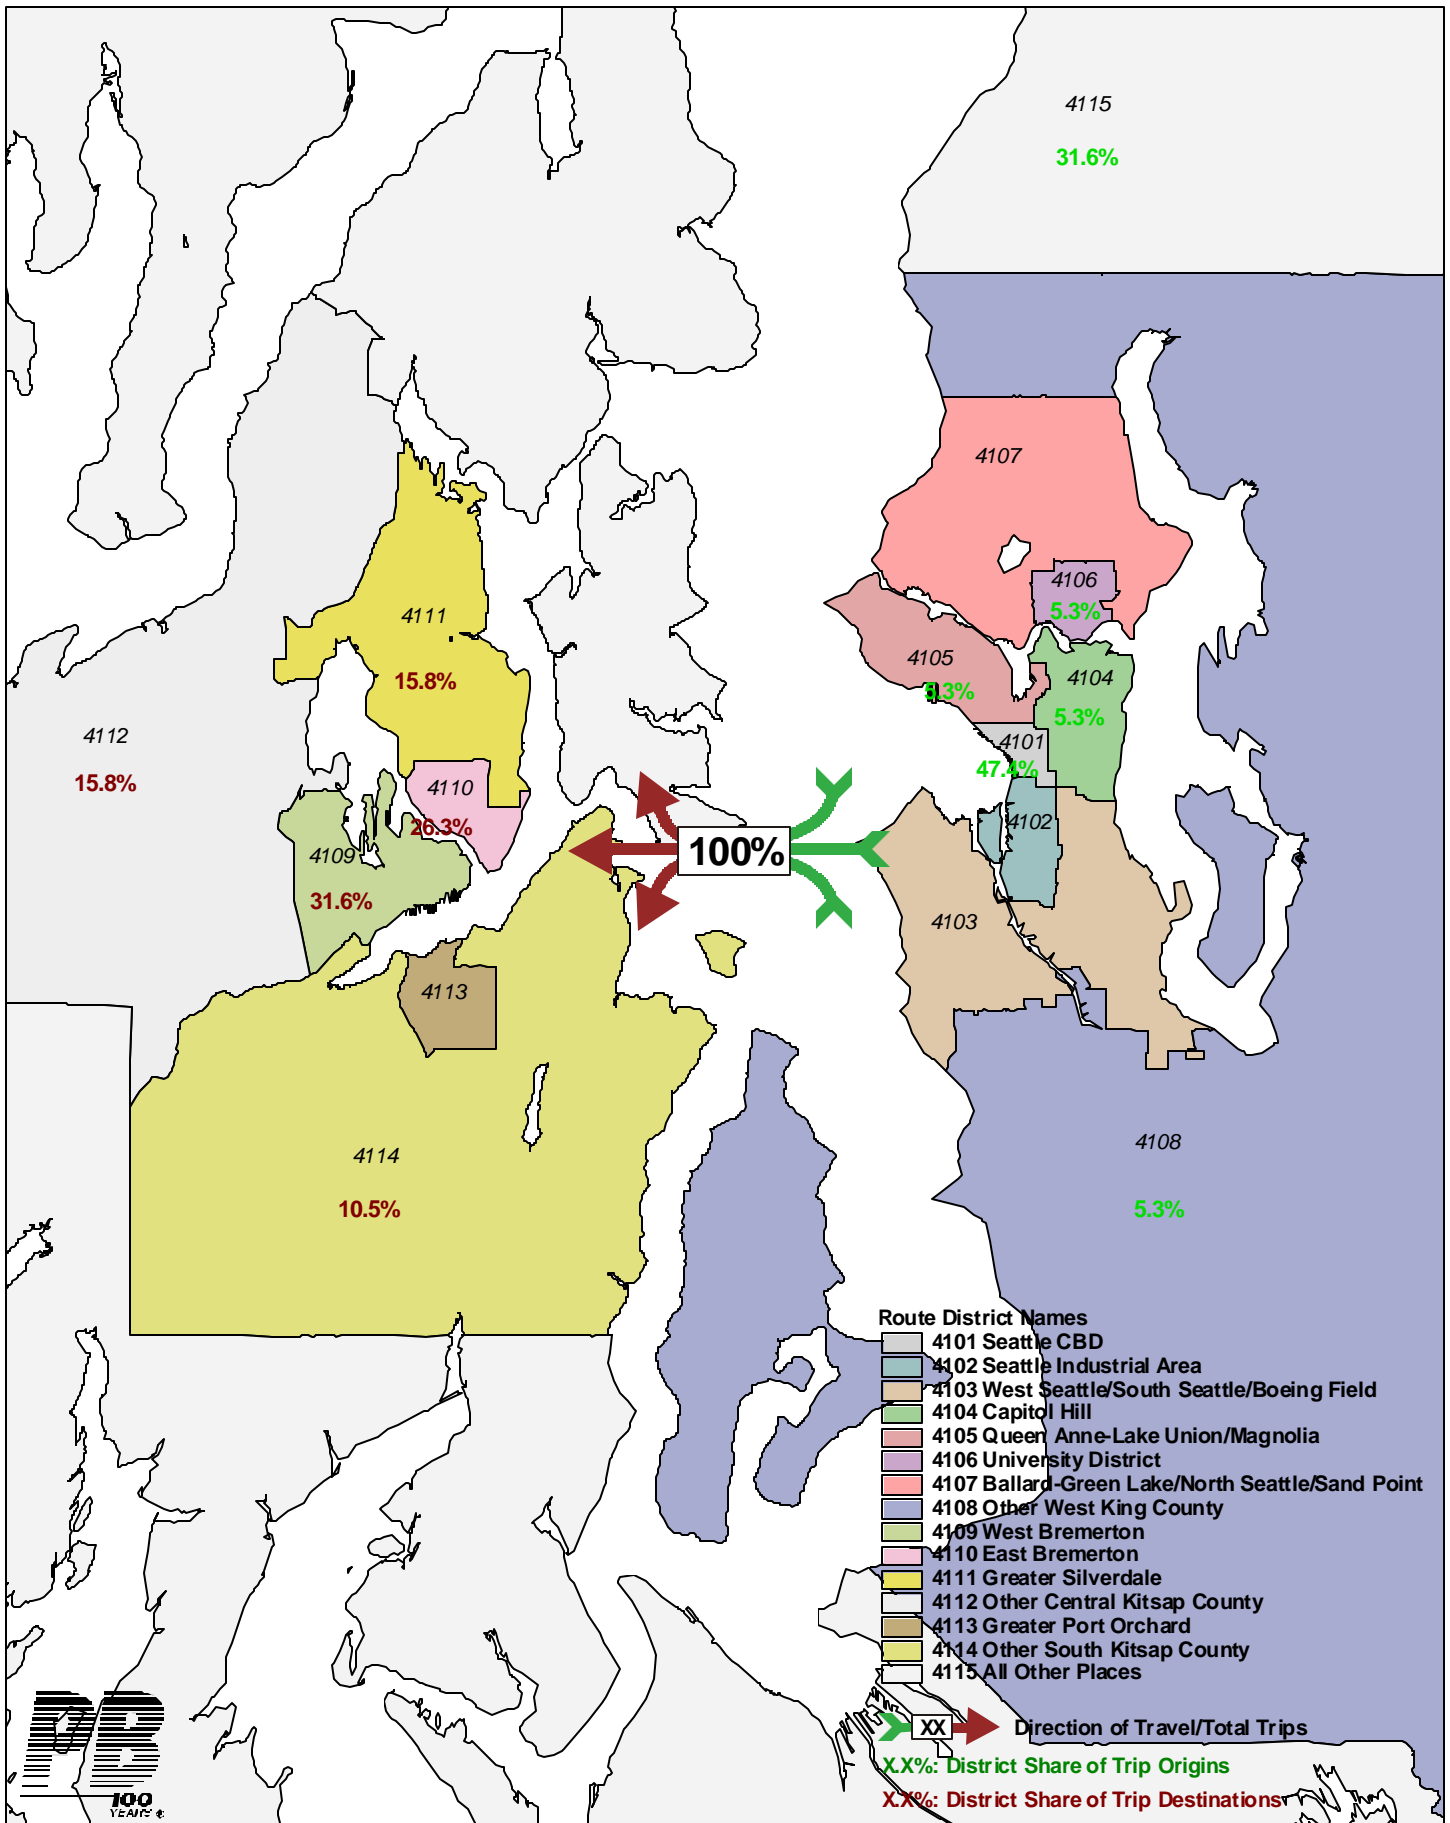 4115
31.6%
4107
4106
5.3%
4111
15.8%
4105
5.3%
4104
5.3%
4112
15.8%
4101
47.4%
4110
26.3%
4102
100%
4109
31.6%
4103
4113
4114
10.5%
4108
5.3%
Route District Names
4101 Seattle CBD
4102 Seattle Industrial Area
4103 West Seattle/South Seattle/Boeing Field
4104 Capitol Hill
4105 Queen Anne-Lake Union/Magnolia
4106 University District
4107 Ballard-Green Lake/North Seattle/Sand Point
4108 Other West King County
4109 West Bremerton
4110 East Bremerton
4111 Greater Silverdale
4112 Other Central Kitsap County
4113 Greater Port Orchard
4114 Other South Kitsap County
4115 All Other Places
XX Direction of Travel/Total Trips
X.X%: District Share of Trip Origins
X.X%: District Share of Trip Destinations
PB
100
YEARS